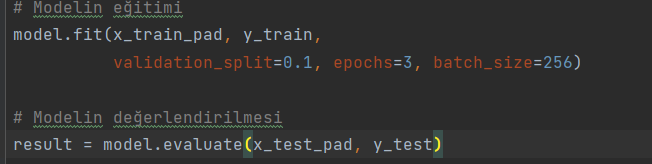 # Modelin eğitimi
model.fit(x_train_pad, y_train,
validation_split=0.1, epochs=3, batch_size=256)
# Modelin değerlendirilmesi
result = model.evaluate(x_test_pad, y_test)